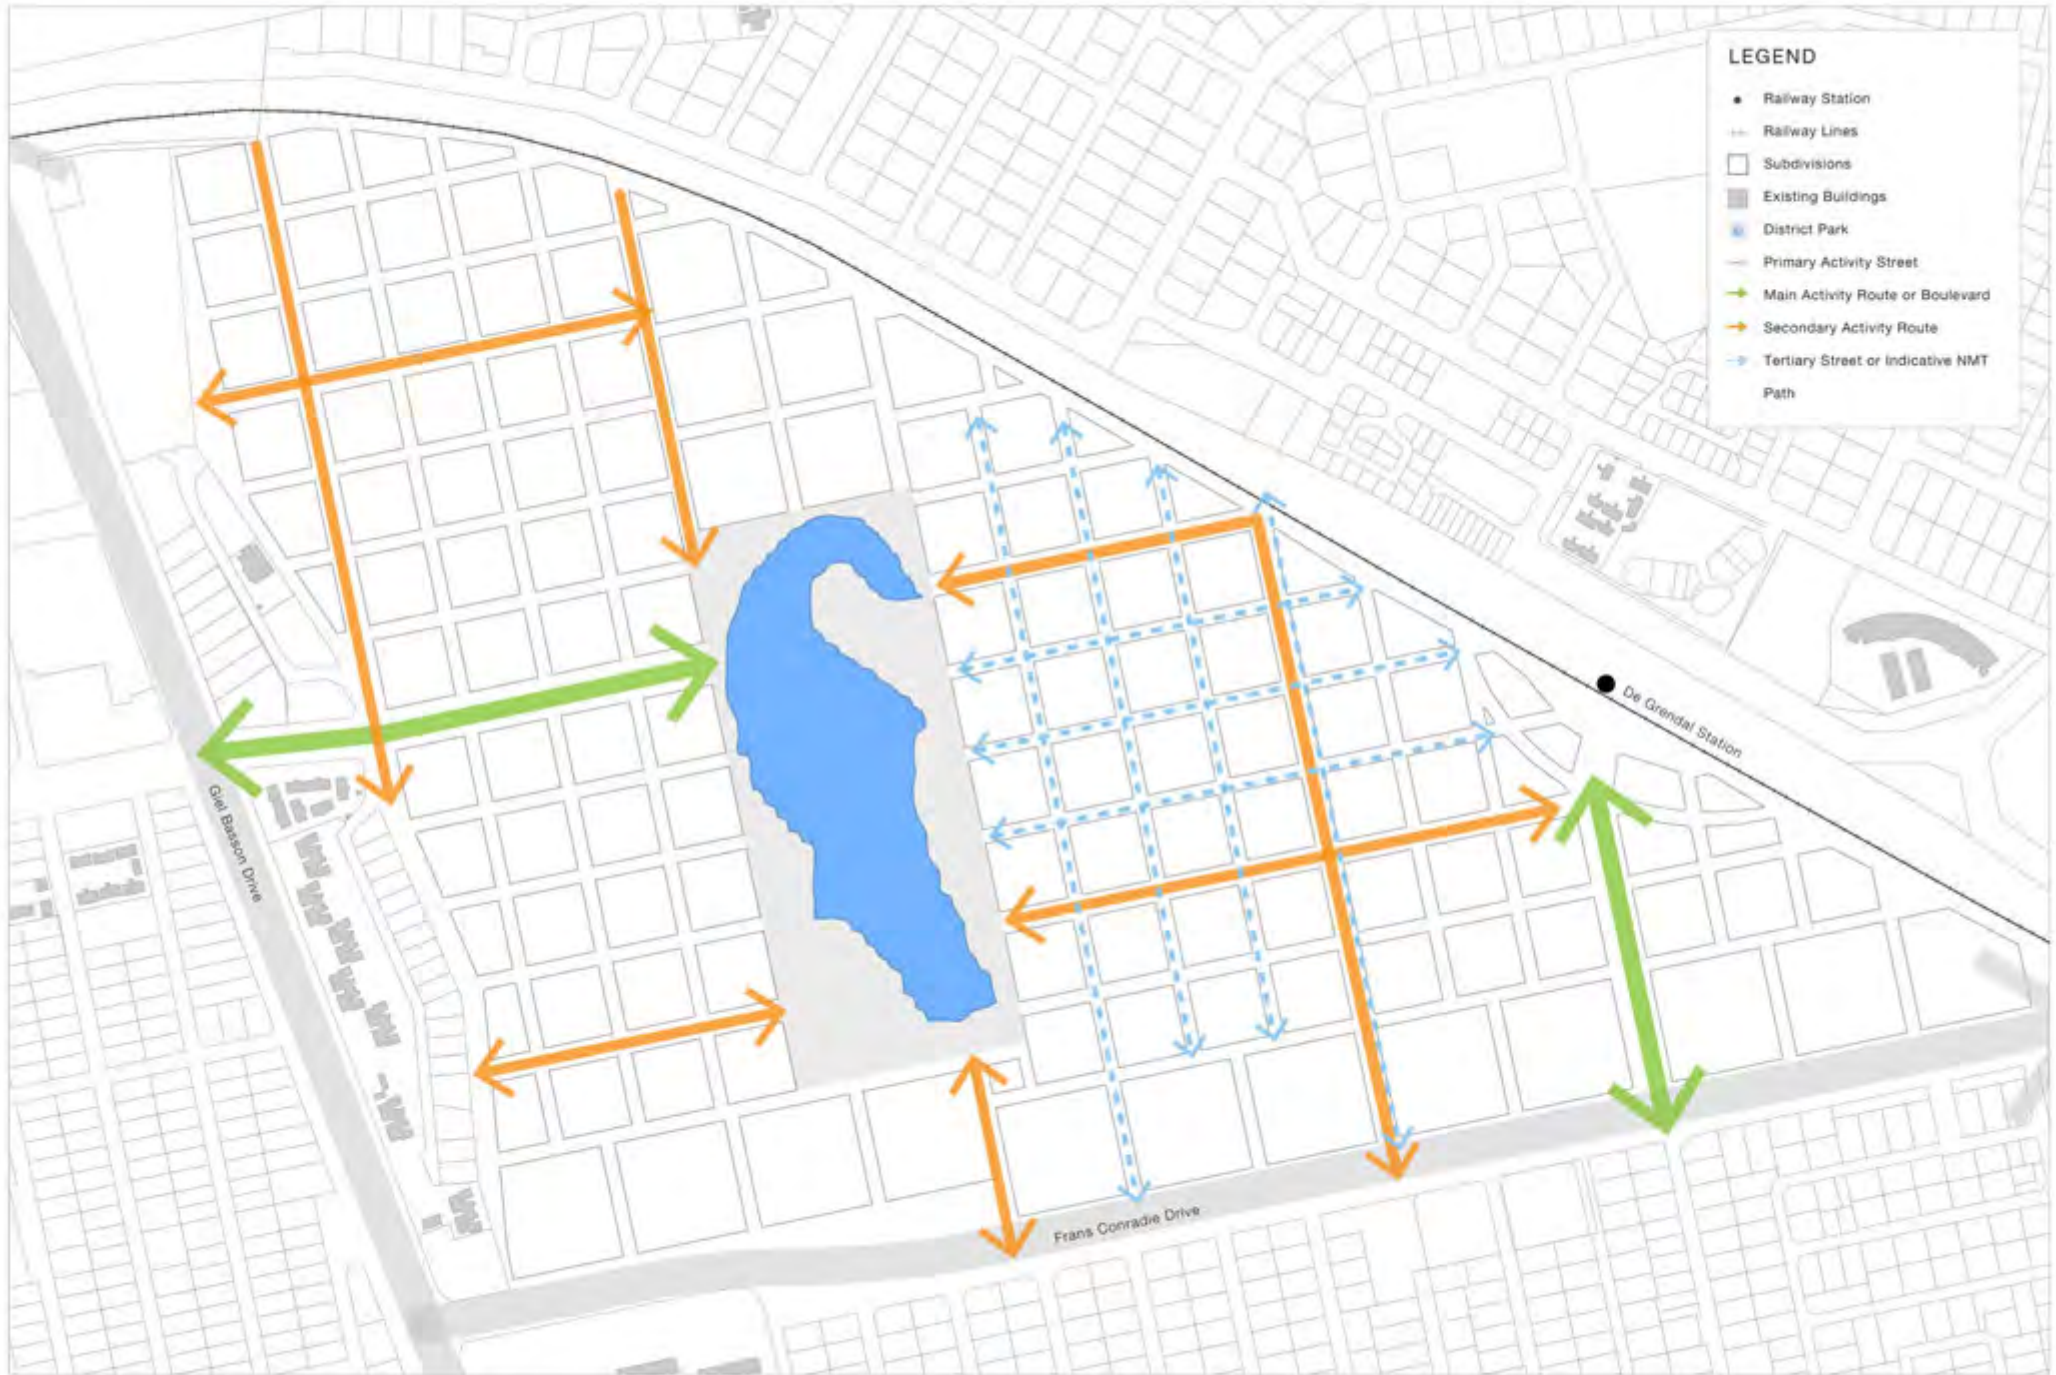 LEGEND
Railway Station
Railway Lines
Subdivisions
Existing Buildings
District Park
Primary Activity Street
Main Activity Route or Boulevard
Secondary Activity Route
Tertiary Street or Indicative NMT
Path
De Grendal Station
Giel Basson Drive
Frans Conradie Drive